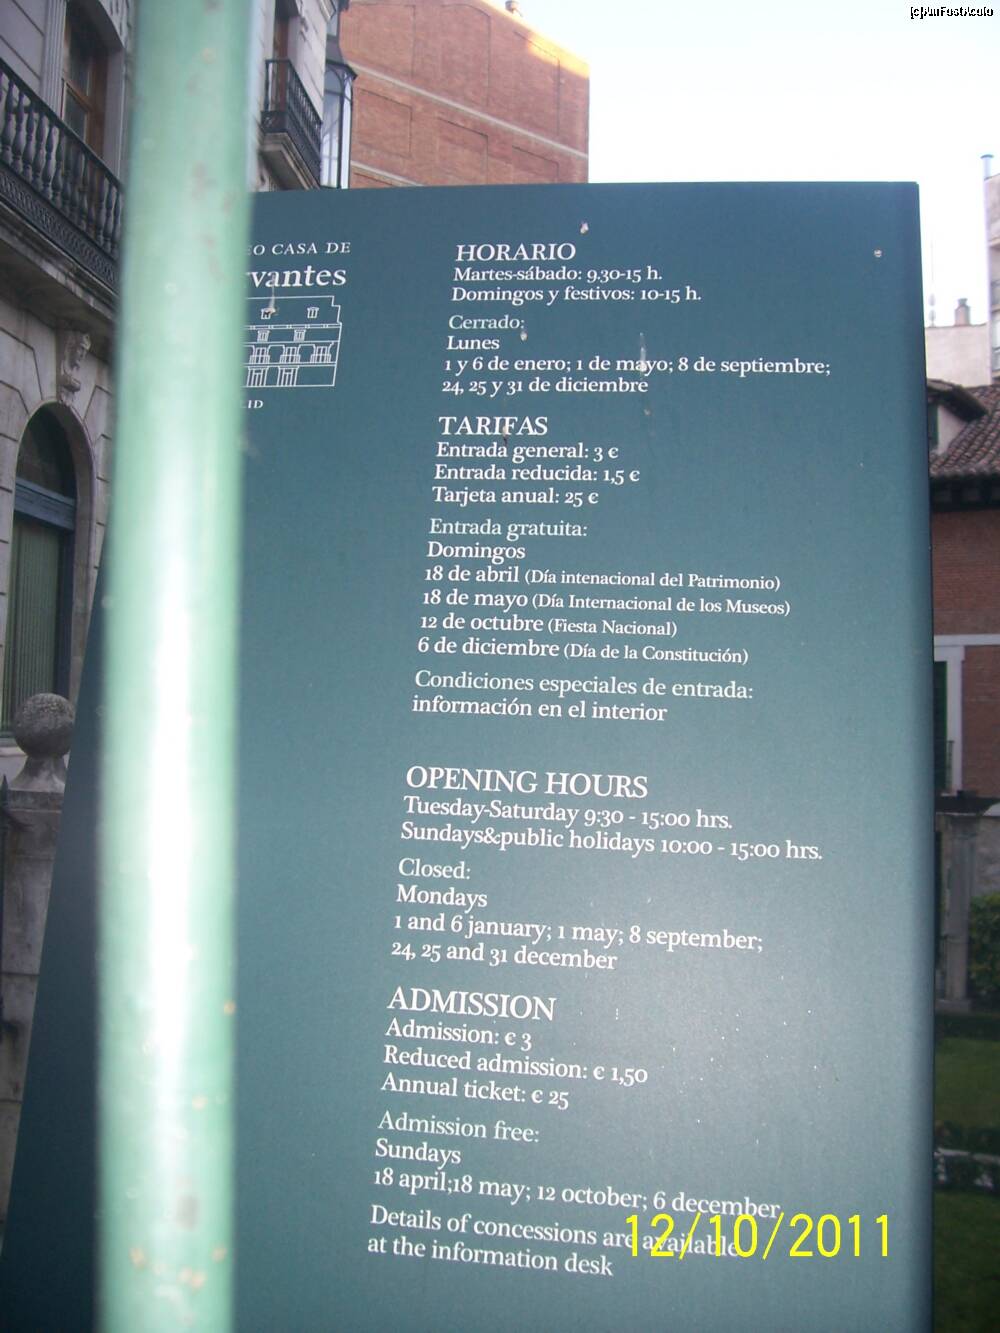 EO CASA DE
rvantes
LID
HORARIO
Martes-sábado: 9,30-15 h.
Domingos y festivos: 10-15 h.
Cerrado:
Lunes
1 y 6 de enero; 1 de mayo; 8 de septiembre;
24, 25 y 31 de diciembre
TARIFAS
Entrada general: 3 €
Entrada reducida: 1,5 €
Tarjeta anual: 25 €
Entrada gratuita:
Domingos
18 de abril (Día intenacional del Patrimonio)
18 de mayo (Día Internacional de los Museos)
12 de octubre (Fiesta Nacional)
6 de diciembre (Día de la Constitución)
Condiciones especiales de entrada:
información en el interior
OPENING HOURS
Tuesday-Saturday 9:30 - 15:00 hrs.
Sundays&public holidays 10:00 - 15:00 hrs.
Closed:
Mondays
1 and 6 january; 1 may; 8 september;
24, 25 and 31 december
ADMISSION
Admission: € 3
Reduced admission: € 1,50
Annual ticket: € 25
Admission free:
Sundays
18 april;18 may; 12 october; 6 december
Details of concessions are available
at the information desk
12/10/2011